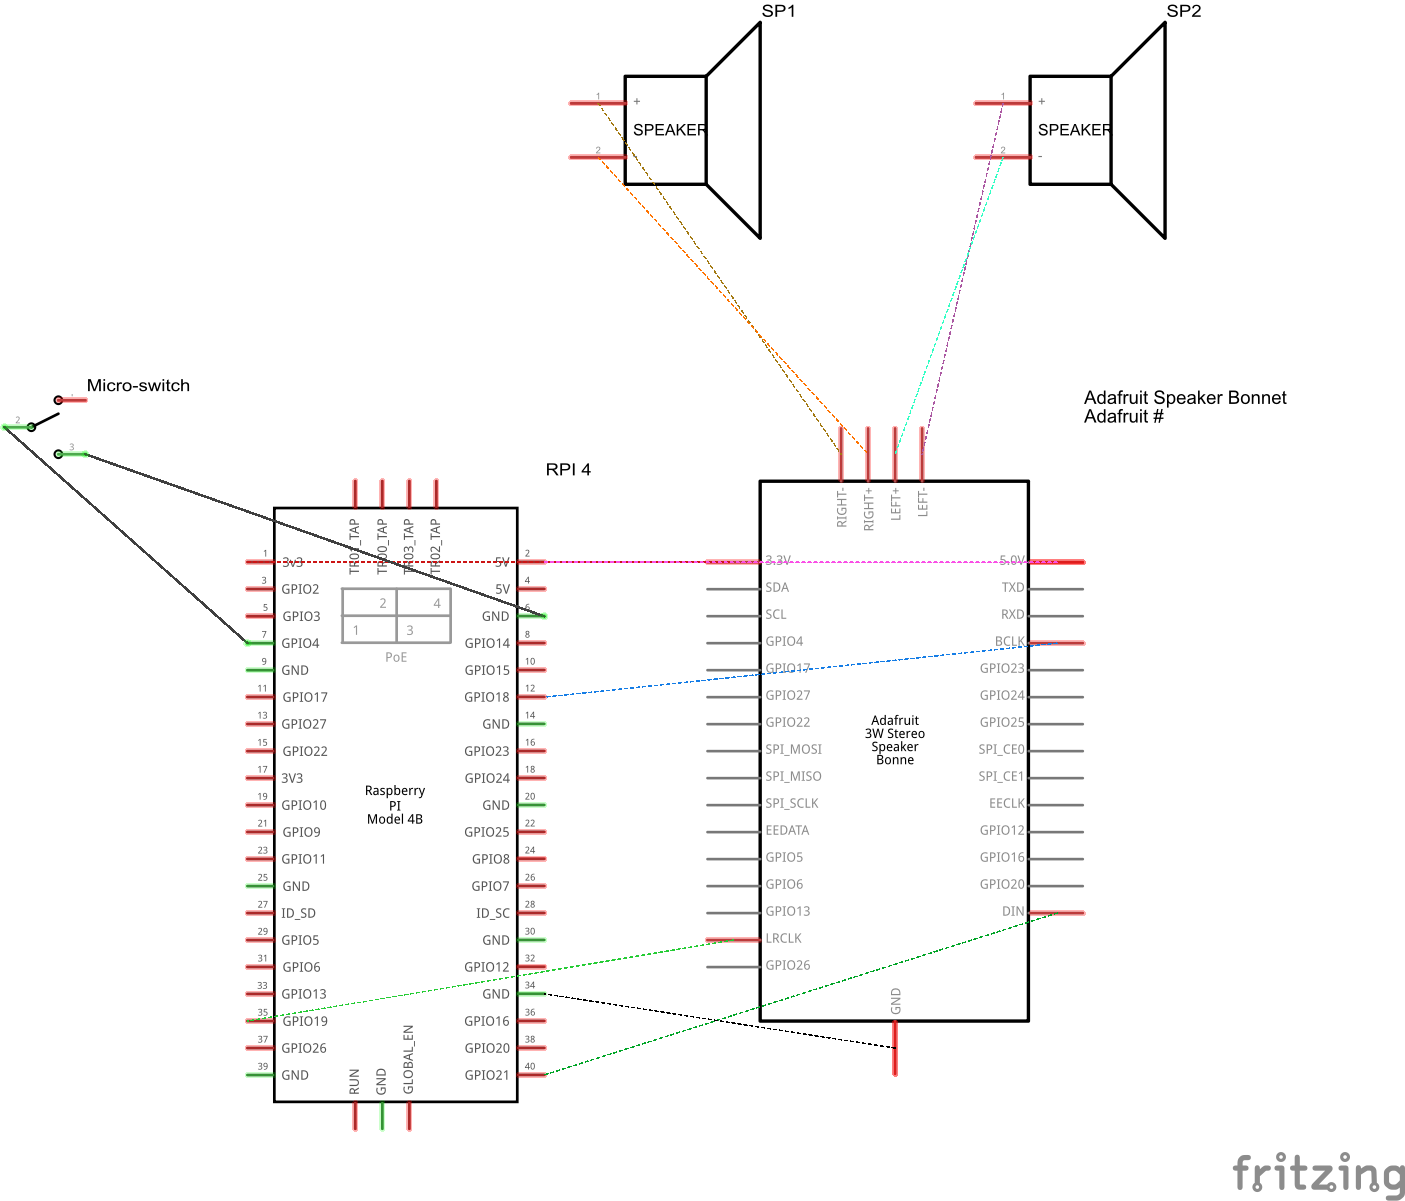 SP1
SP2
1
+
SPEAKER
2
-
1
+
SPEAKER
2
-
Micro-switch
1
2
3
Adafruit Speaker Bonnet
Adafruit #
RPI 4
RIGHT-
RIGHT+
LEFT+
LEFT-
TR01_TAP
TR00_TAP
TR03_TAP
TR02_TAP
1 3V3
3 GPIO2
5 GPIO3
7 GPIO4
9 GND
11 GPIO17
13 GPIO27
15 GPIO22
17 3V3
19 GPIO10
21 GPIO9
23 GPIO11
25 GND
27 ID_SD
29 GPIO5
31 GPIO6
33 GPIO13
35 GPIO19
37 GPIO26
39 GND
2 4
1 3
PoE
Raspberry
PI
Model 4B
5V 2
5V 4
GND 6
GPIO14 8
GPIO15 10
GPIO18 12
GND 14
GPIO23 16
GPIO24 18
GND 20
GPIO25 22
GPIO8 24
GPIO7 26
ID_SC 28
GND 30
GPIO12 32
GND 34
GPIO16 36
GPIO20 38
GPIO21 40
RUN
GND
GLOBAL_EN
3.3V
SDA
SCL
GPIO4
GPIO17
GPIO27
GPIO22
SPI_MOSI
SPI_MISO
SPI_SCLK
EEDATA
GPIO5
GPIO6
GPIO13
LRCLK
GPIO26
Adafruit
3W Stereo
Speaker
Bonne
5.0V
TXD
RXD
BCLK
GPIO23
GPIO24
GPIO25
SPI_CE0
SPI_CE1
EECLK
GPIO12
GPIO16
GPIO20
DIN
GND
fritzing